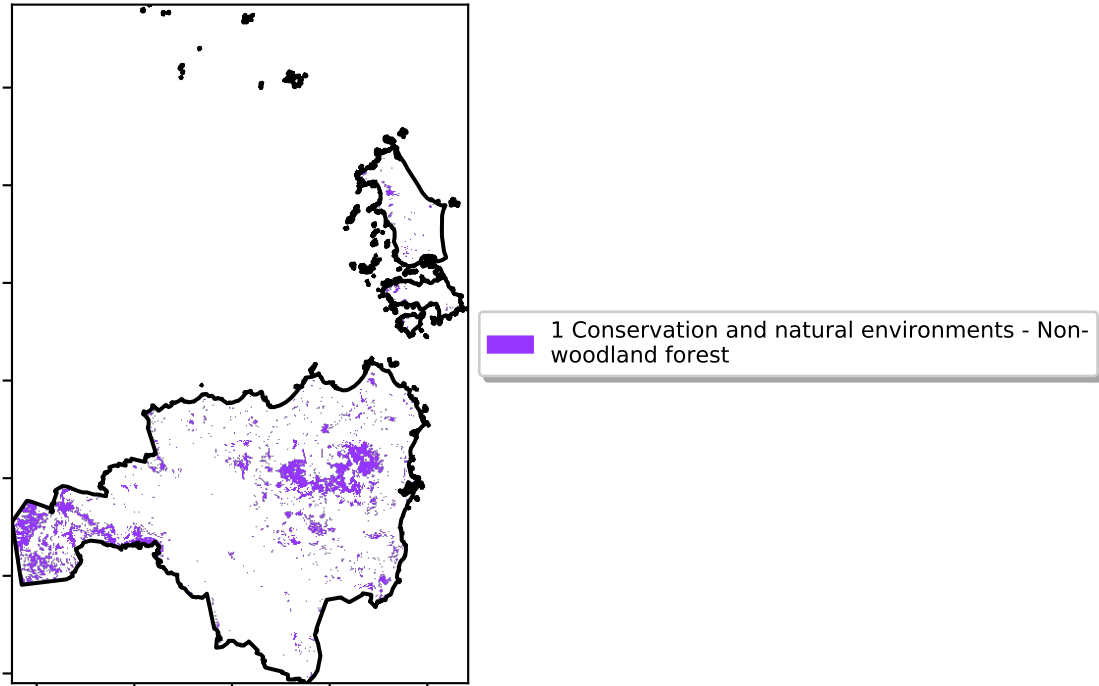 1 Conservation and natural environments - Non-
woodland forest